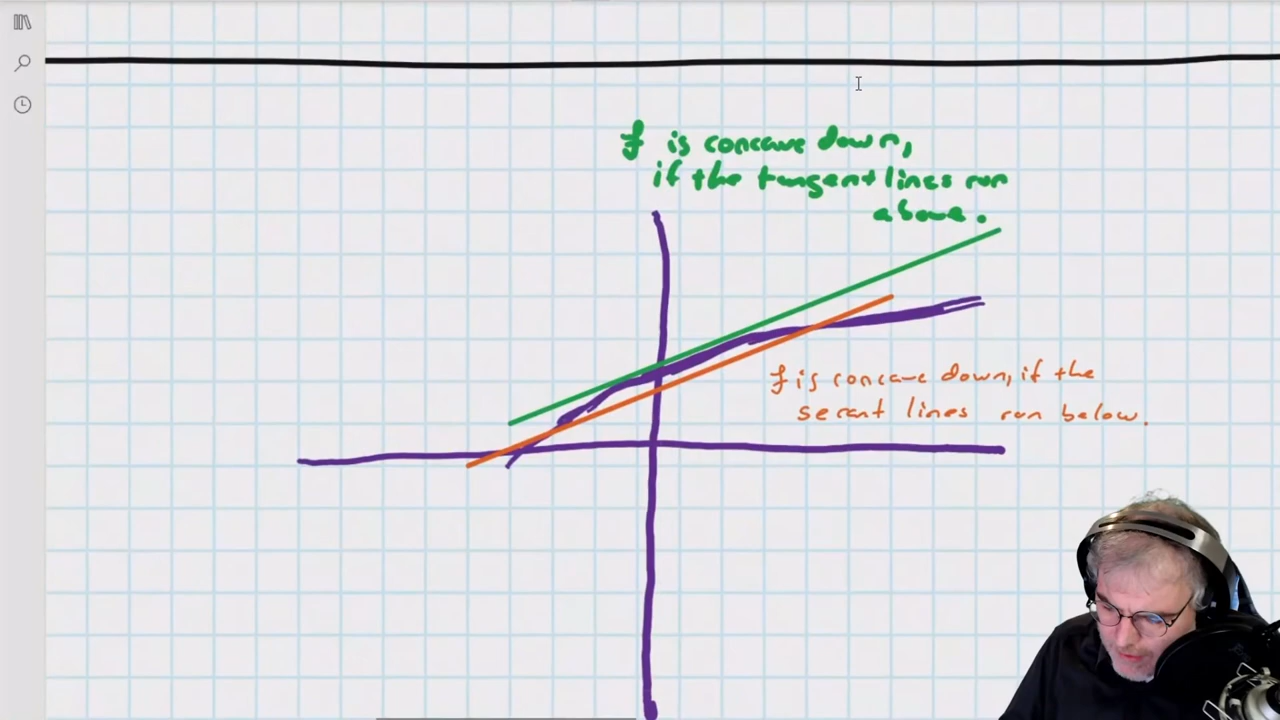 f is concave down,
if the tangent lines run
above.
f is concave down, if the
secant lines run below.